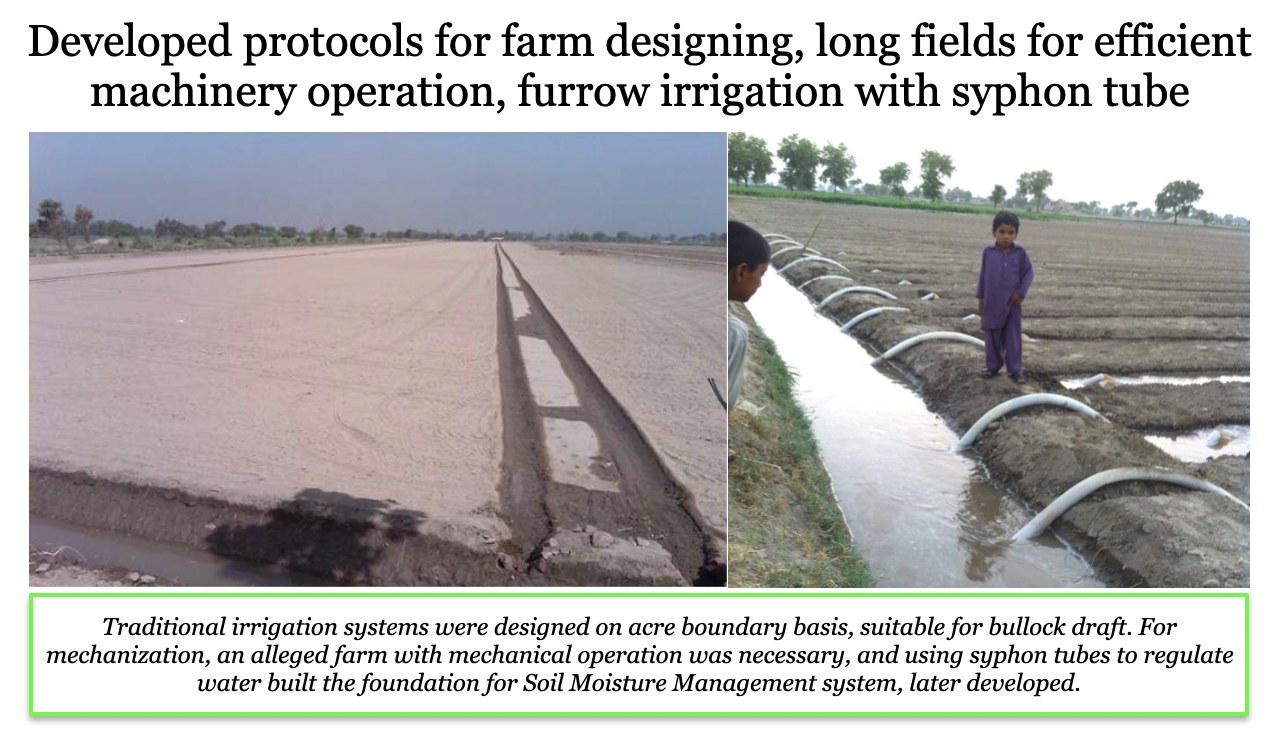 Developed protocols for farm designing, long fields for efficient
machinery operation, furrow irrigation with syphon tube
Traditional irrigation systems were designed on acre boundary basis, suitable for bullock draft. For
mechanization, an alleged farm with mechanical operation was necessary, and using syphon tubes to regulate
water built the foundation for Soil Moisture Management system, later developed.